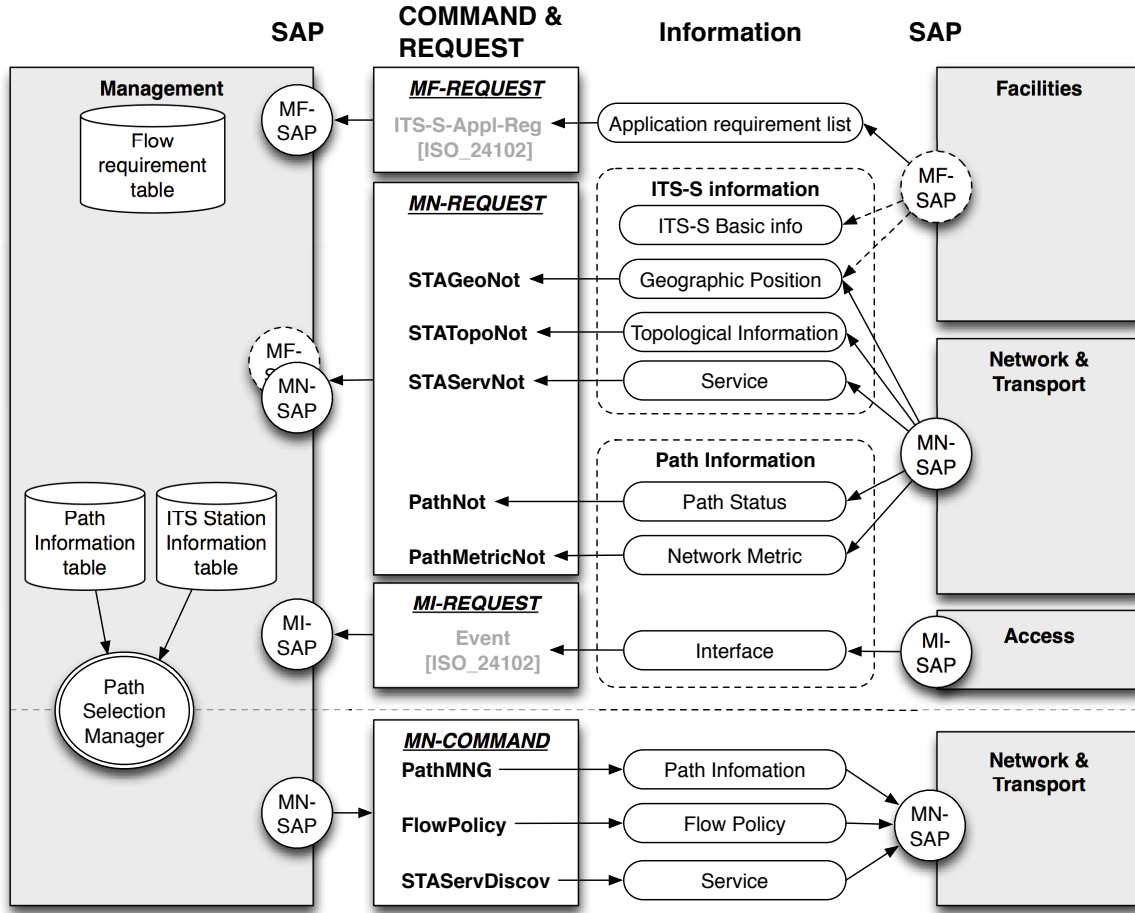 SAP
COMMAND &
REQUEST
Information
SAP
Management
Flow
requirement
table
MF-
SAP
MF-REQUEST
ITS-S-Appl-Reg
[ISO_24102]
Application requirement list
Facilities
MF-
SAP
MN-REQUEST
ITS-S information
ITS-S Basic info
STAGeoNot
Geographic Position
STATopoNot
Topological Information
STAServNot
Service
MF-
MN-
SAP
Network &
Transport
MN-
SAP
Path Information
PathNot
Path Status
PathMetricNot
Network Metric
Path
Information
table
ITS Station
Information
table
MI-
SAP
MI-REQUEST
Event
[ISO_24102]
Interface
MI-
SAP
Access
Path
Selection
Manager
MN-COMMAND
PathMNG
Path Infomation
Network &
Transport
MN-
SAP
FlowPolicy
Flow Policy
MN-
SAP
STAServDiscov
Service